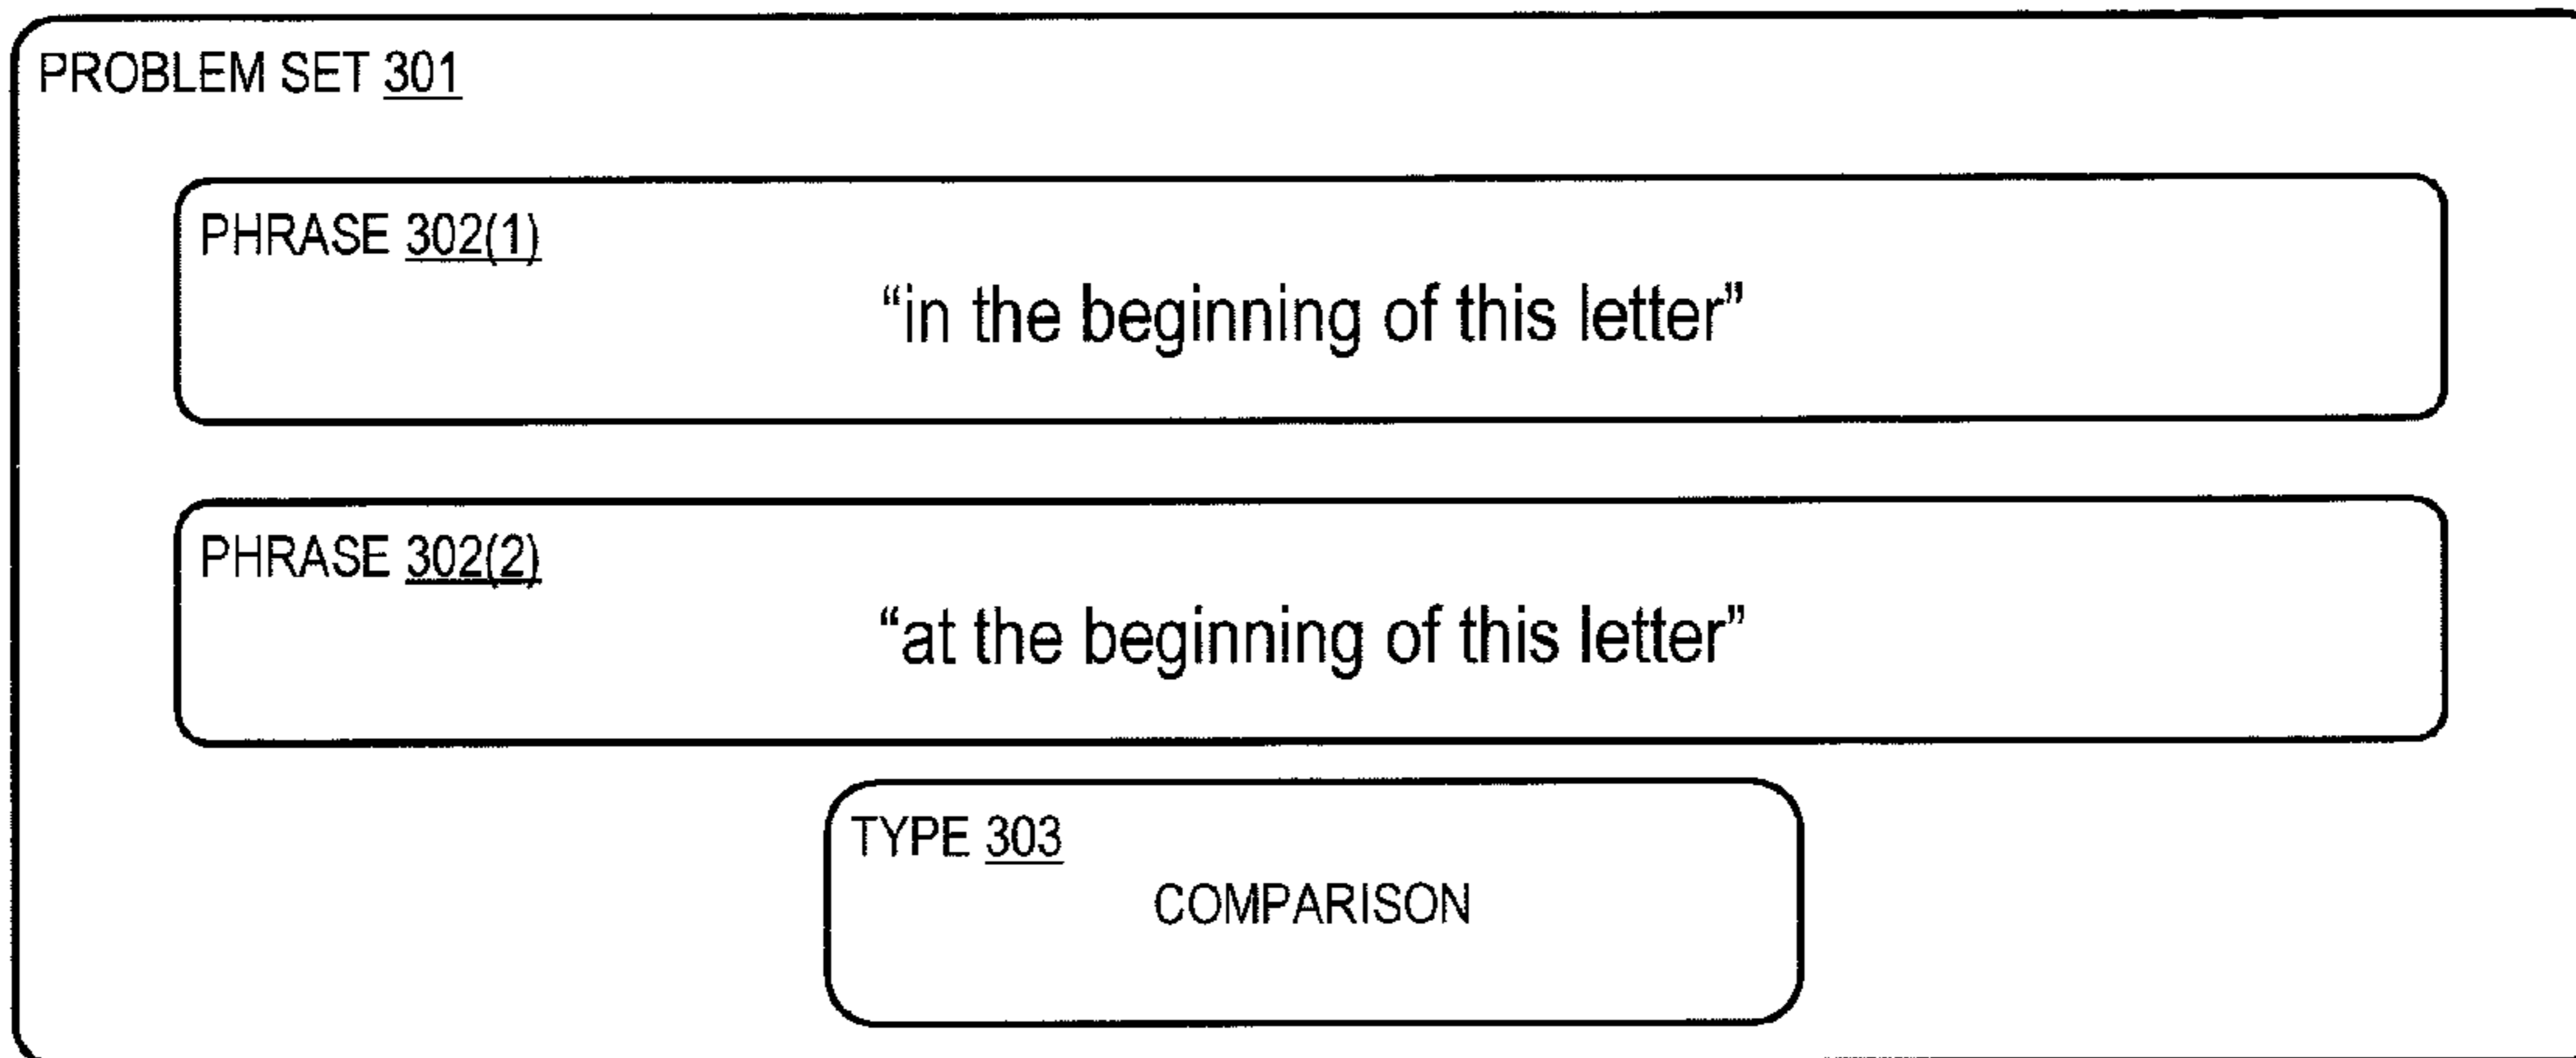 PROBLEM SET 301
PHRASE 302(1)
“in the beginning of this letter”
PHRASE 302(2)
“at the beginning of this letter”
TYPE 303
COMPARISON